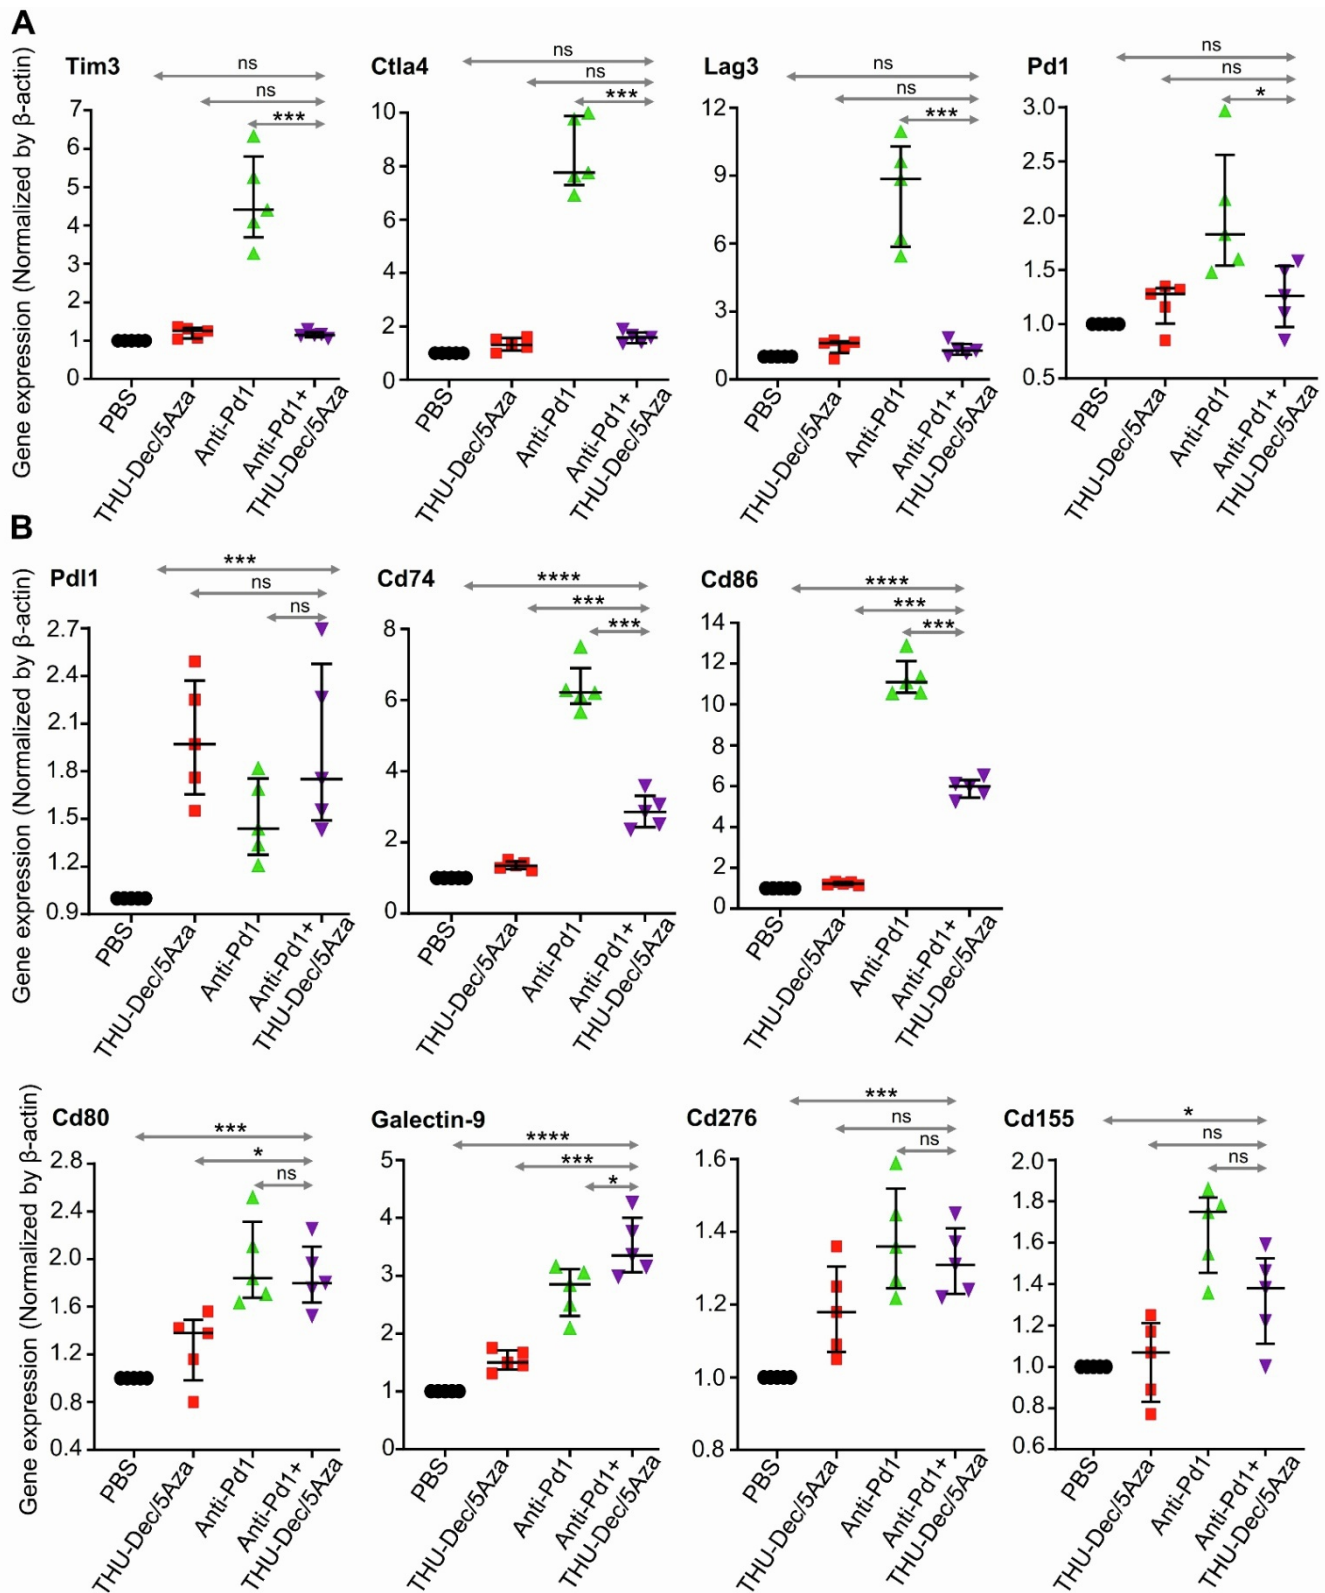 A
Gene expression (Normalized by β-actin)
Tim3
ns
ns
***
7
6
5
4
3
2
1
0
PBS
THU-Dec/5Aza
Anti-Pd1
Anti-Pd1+
THU-Dec/5Aza
Ctla4
ns
ns
***
10
8
6
4
2
0
PBS
THU-Dec/5Aza
Anti-Pd1
Anti-Pd1+
THU-Dec/5Aza
Lag3
ns
ns
***
12
9
6
3
0
PBS
THU-Dec/5Aza
Anti-Pd1
Anti-Pd1+
THU-Dec/5Aza
Pd1
ns
ns
*
3.0
2.5
2.0
1.5
1.0
0.5
PBS
THU-Dec/5Aza
Anti-Pd1
Anti-Pd1+
THU-Dec/5Aza
B
Gene expression (Normalized by β-actin)
Pdl1
***
ns
ns
2.7
2.4
2.1
1.8
1.5
1.2
0.9
PBS
THU-Dec/5Aza
Anti-Pd1
Anti-Pd1+
THU-Dec/5Aza
Cd74
****
***
***
8
6
4
2
0
PBS
THU-Dec/5Aza
Anti-Pd1
Anti-Pd1+
THU-Dec/5Aza
Cd86
****
***
***
14
12
10
8
6
4
2
0
PBS
THU-Dec/5Aza
Anti-Pd1
Anti-Pd1+
THU-Dec/5Aza
Gene expression (Normalized by β-actin)
Cd80
***
*
ns
2.8
2.4
2.0
1.6
1.2
0.8
0.4
PBS
THU-Dec/5Aza
Anti-Pd1
Anti-Pd1+
THU-Dec/5Aza
Galectin-9
****
***
*
5
4
3
2
1
0
PBS
THU-Dec/5Aza
Anti-Pd1
Anti-Pd1+
THU-Dec/5Aza
Cd276
***
ns
ns
1.6
1.4
1.2
1.0
0.8
PBS
THU-Dec/5Aza
Anti-Pd1
Anti-Pd1+
THU-Dec/5Aza
Cd155
*
ns
ns
2.0
1.8
1.6
1.4
1.2
1.0
0.8
0.6
PBS
THU-Dec/5Aza
Anti-Pd1
Anti-Pd1+
THU-Dec/5Aza